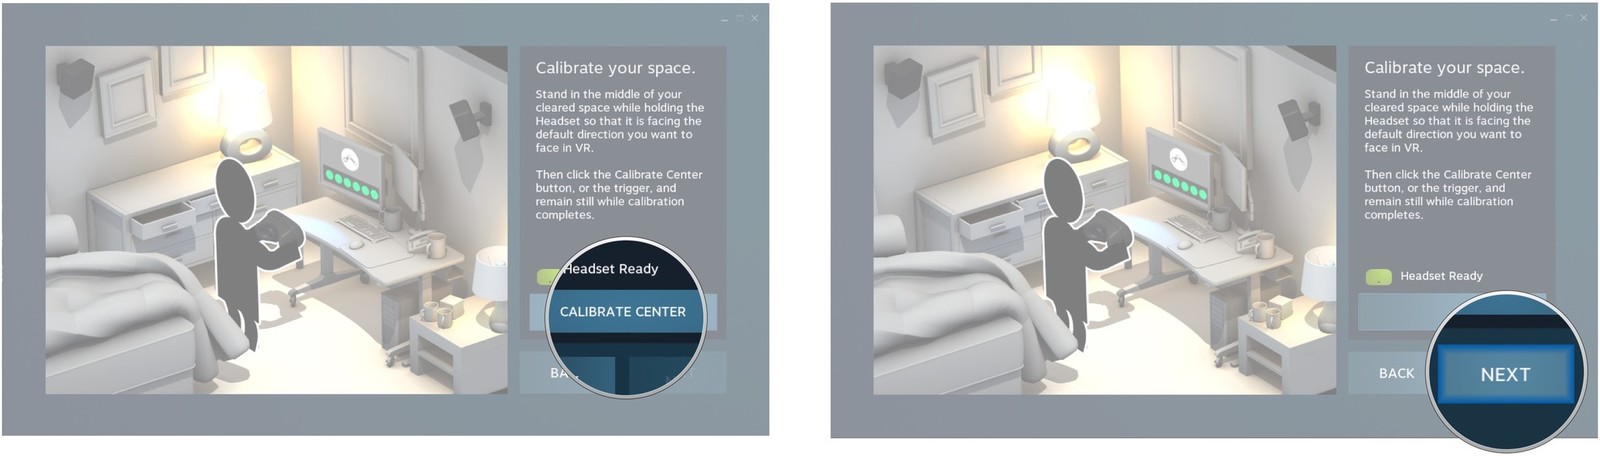 Calibrate your space.
Stand in the middle of your
cleared space while holding the
Headset so that it is facing the
default direction you want to
face in VR.
Then click the Calibrate Center
button, or the trigger, and
remain still while calibration
completes.
Headset Ready
CALIBRATE CENTER
Calibrate your space.
Stand in the middle of your
cleared space while holding the
Headset so that it is facing the
default direction you want to
face in VR.
Then click the Calibrate Center
button, or the trigger, and
remain still while calibration
completes.
Headset Ready
BACK
NEXT